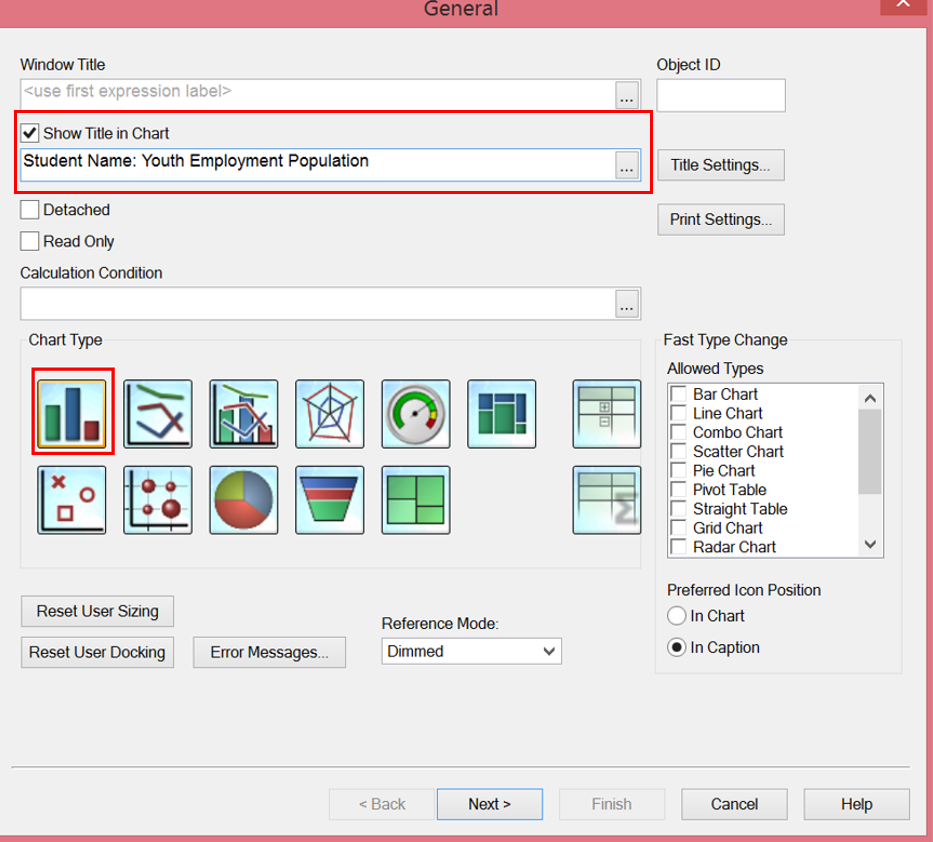 General
Window Title
Object ID
<use first expression label>
...
Show Title in Chart
Student Name: Youth Employment Population
...
Title Settings...
Detached
Print Settings...
Read Only
Calculation Condition
...
Chart Type
Fast Type Change
Allowed Types
Bar Chart
Line Chart
Combo Chart
Scatter Chart
Pie Chart
Pivot Table
Straight Table
Grid Chart
Radar Chart
Preferred Icon Position
In Chart
In Caption
Reset User Sizing
Reference Mode:
Reset User Docking
Error Messages...
Dimmed
< Back
Next >
Finish
Cancel
Help